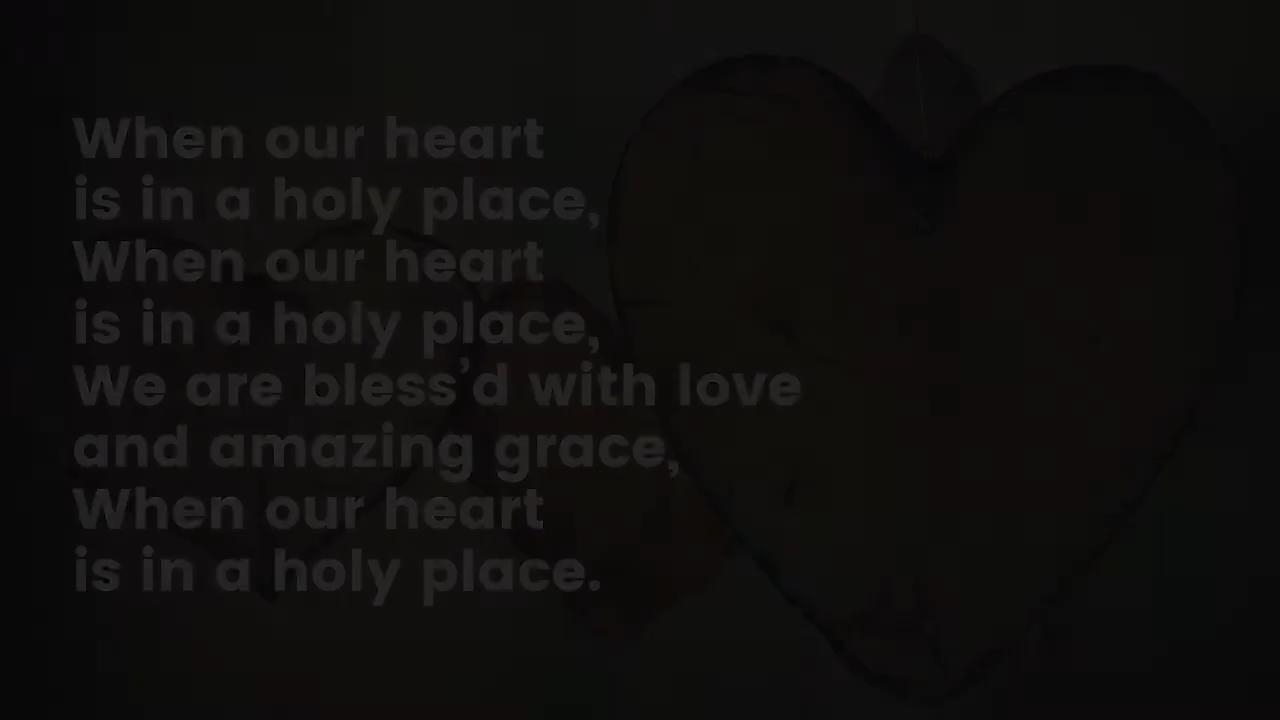 When our heart
is in a holy place,
When our heart
is in a holy place,
We are bless’d with love
and amazing grace,
When our heart
is in a holy place.